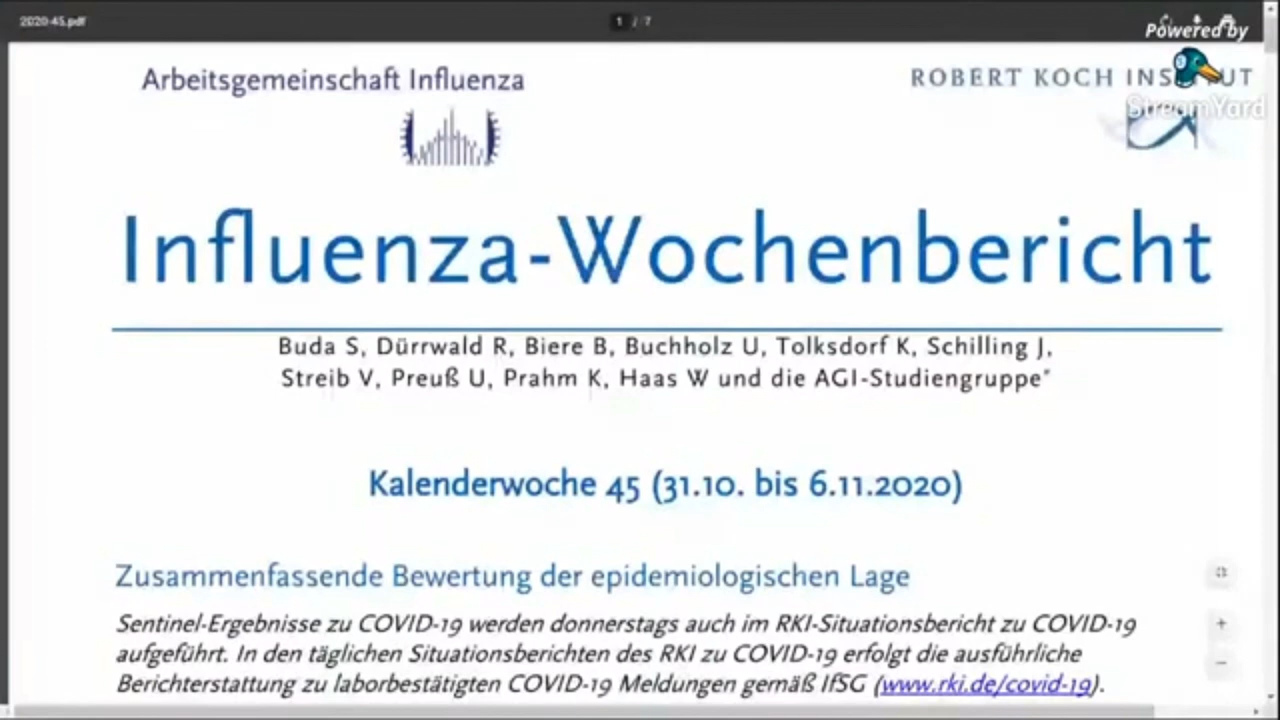 2020-45.pdf
1 / 7
Powered by
StreamYard
Arbeitsgemeinschaft Influenza
ROBERT KOCH
Influenza-Wochenbericht
Buda S, Dürrwald R, Biere B, Buchholz U, Tolksdorf K, Schilling J,
Streib V, Preuß U, Prahm K, Haas W und die AGI-Studiengruppe*
Kalenderwoche 45 (31.10. bis 6.11.2020)
Zusammenfassende Bewertung der epidemiologischen Lage
Sentinel-Ergebnisse zu COVID-19 werden donnerstags auch im RKI-Situationsbericht zu COVID-19
aufgeführt. In den täglichen Situationsberichten des RKI zu COVID-19 erfolgt die ausführliche
Berichterstattung zu laborbestätigten COVID-19 Meldungen gemäß IfSG (www.rki.de/covid-19).